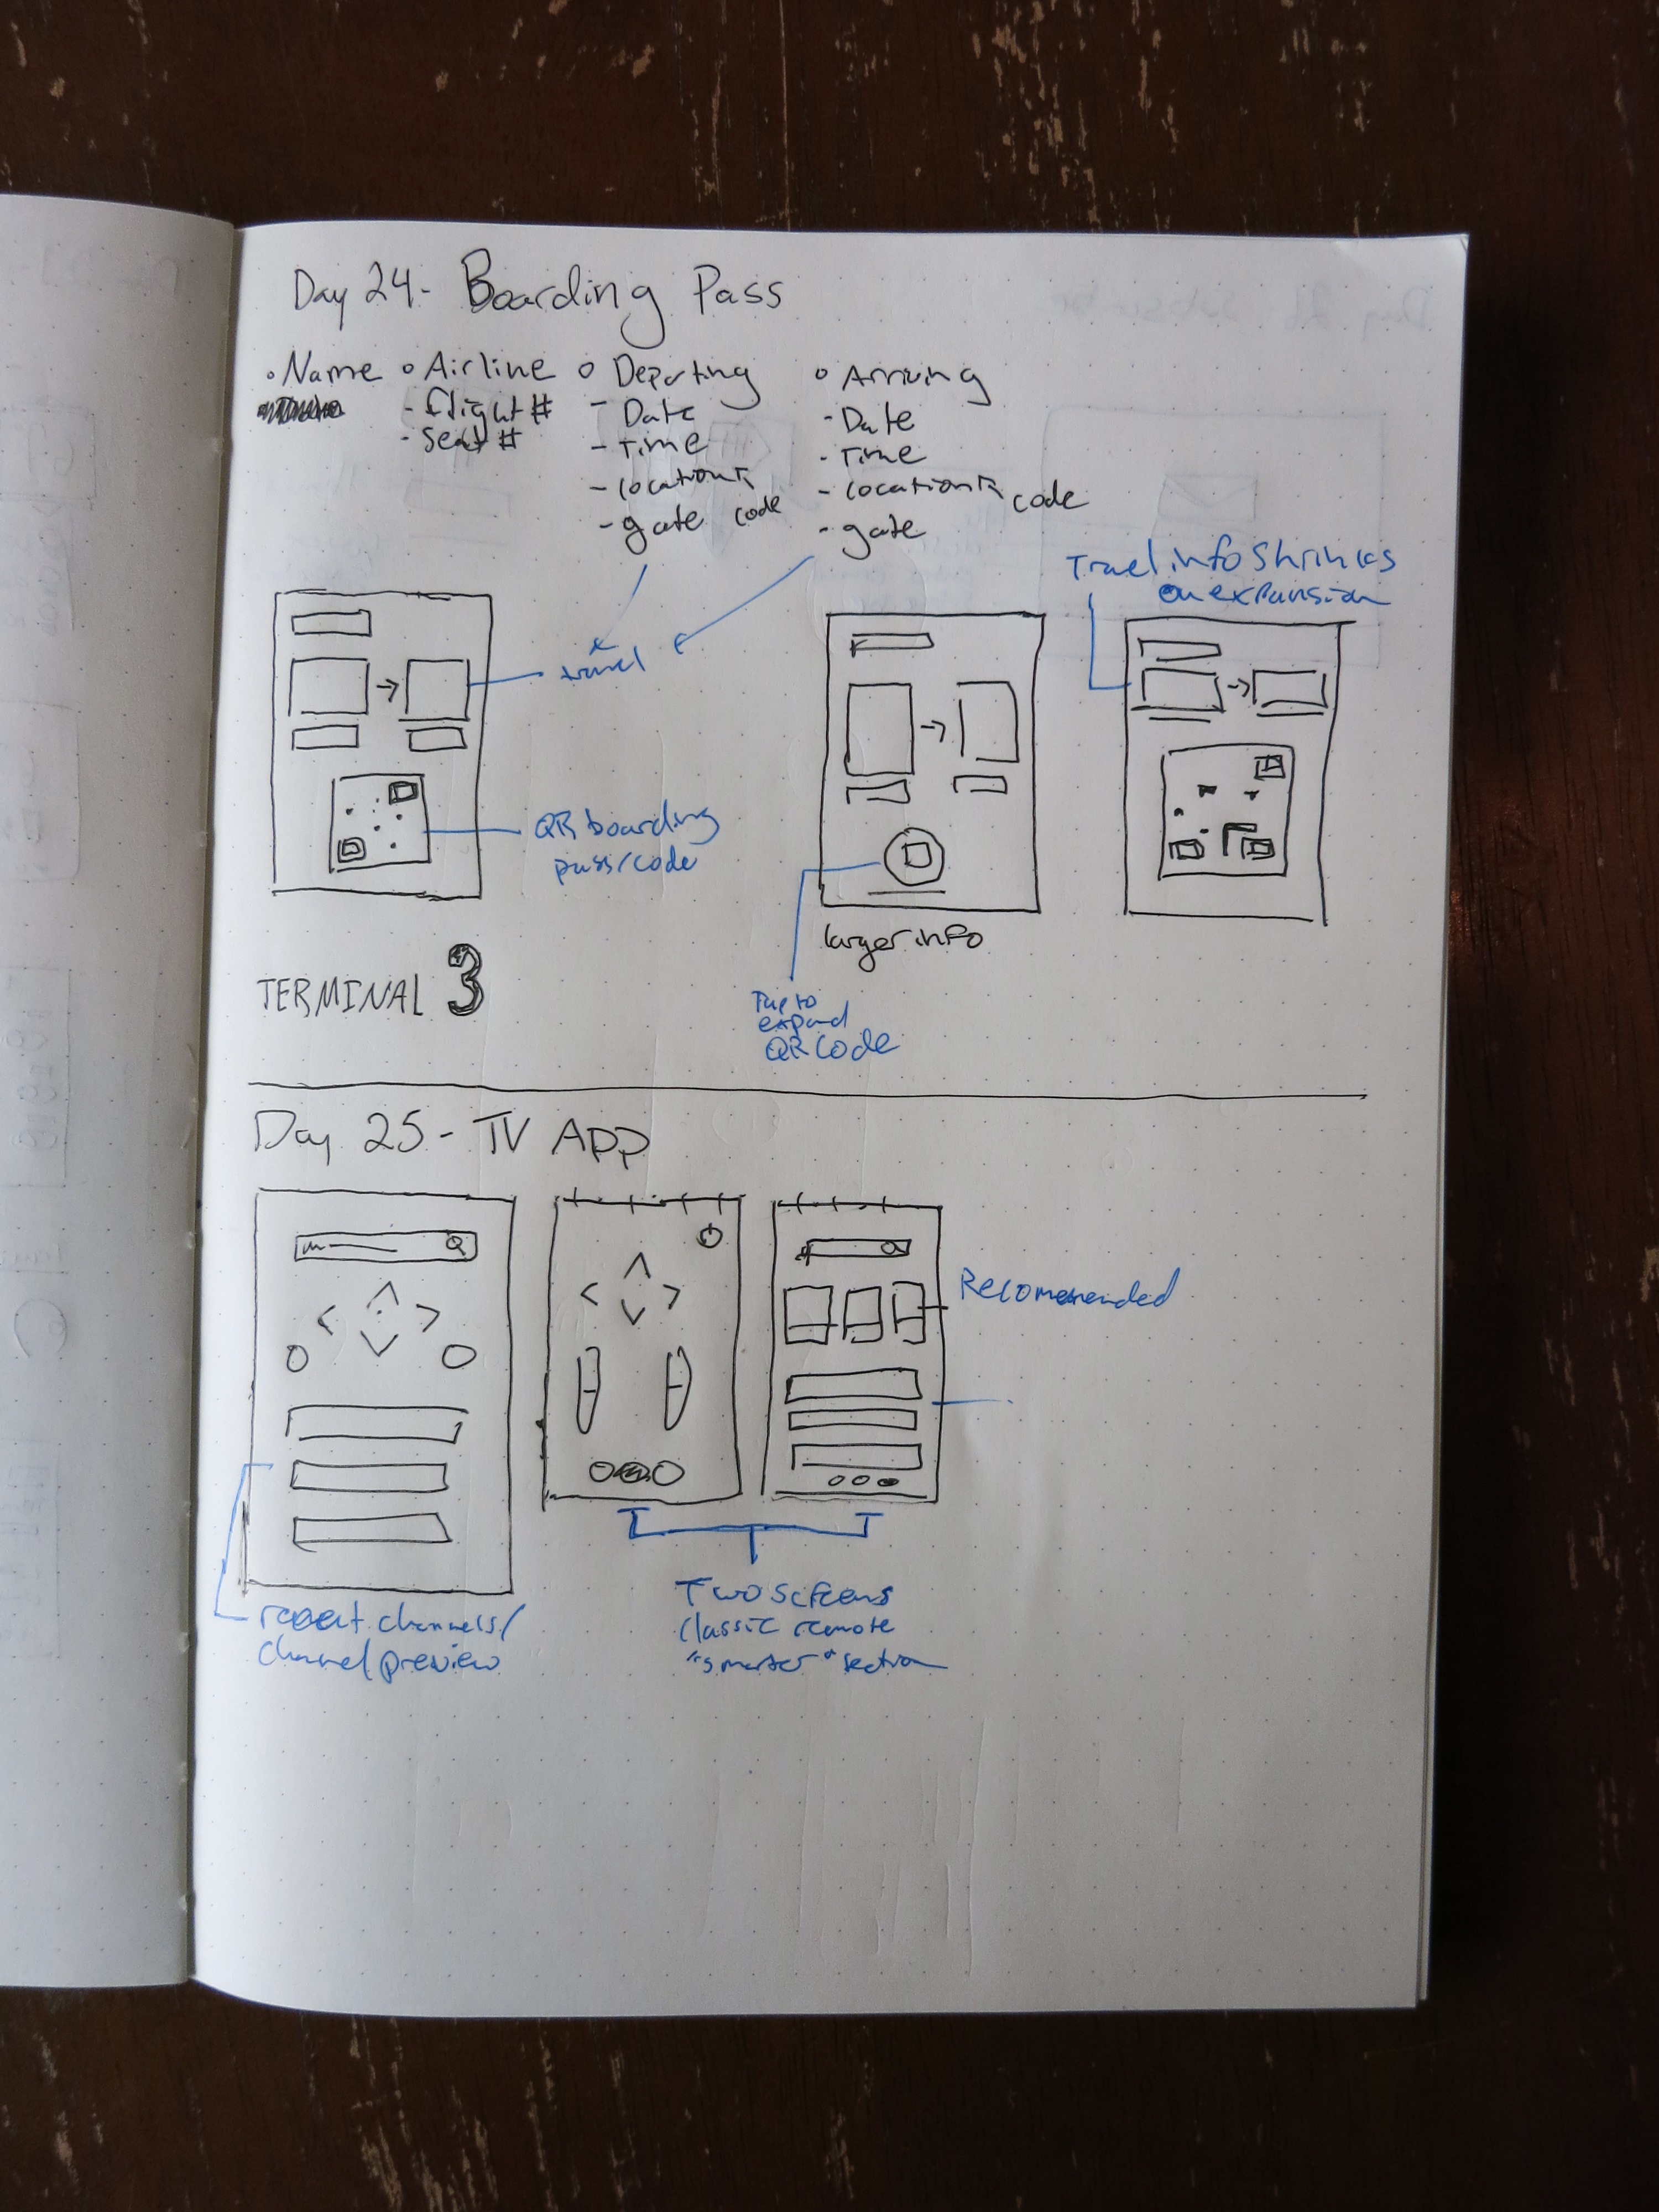 Day 24 - Boarding Pass
• Name
• Airline
- flight #
- seat #
• Departing
- Date
- Time
- location
code
- gate
• Arriving
- Date
- Time
- location
code
- gate
travel
QR boarding
pass/code
Travel info shrinks
on expansion
larger info
Tap to
expand
QR code
TERMINAL 3
Day 25 - TV App
Recomended
recent channels/
channel preview
Two screens
classic remote
"smarter" section